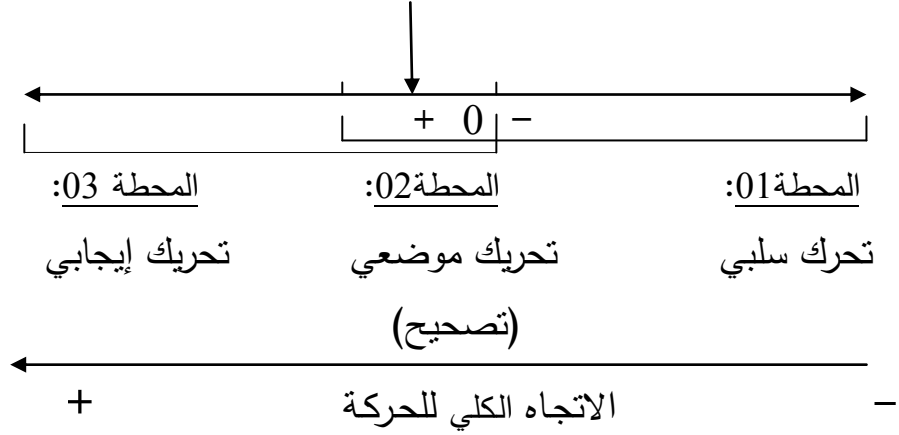 − 0 +
المحطة01: المحطة02: المحطة 03:
تحرك سلبي تحريك موضعي تحريك إيجابي
(تصحيح)
− الاتجاه الكلي للحركة +